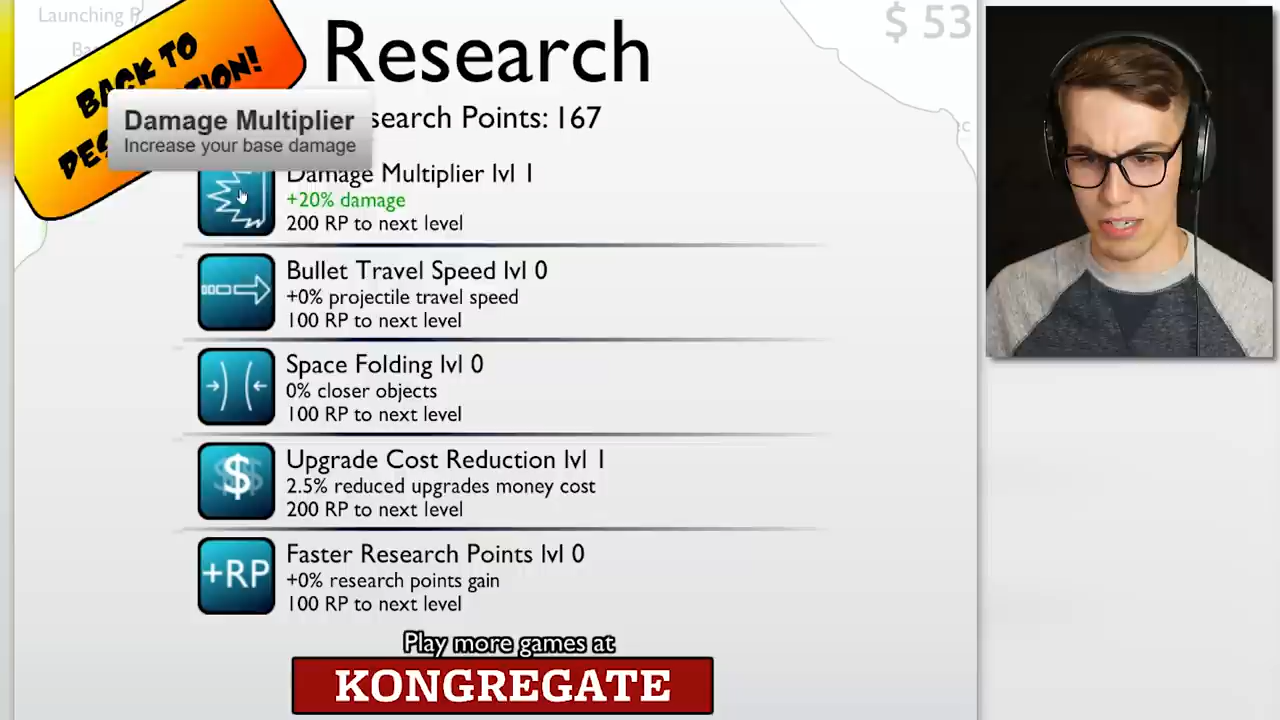 Launching
$ 53
BACK TO
Research
Damage Multiplier
Increase your base damage
search Points: 167
Damage Multiplier lvl 1
+20% damage
200 RP to next level
Bullet Travel Speed lvl 0
+0% projectile travel speed
100 RP to next level
Space Folding lvl 0
0% closer objects
100 RP to next level
Upgrade Cost Reduction lvl 1
2.5% reduced upgrades money cost
200 RP to next level
+RP
Faster Research Points lvl 0
+0% research points gain
100 RP to next level
Play more games at
KONGREGATE